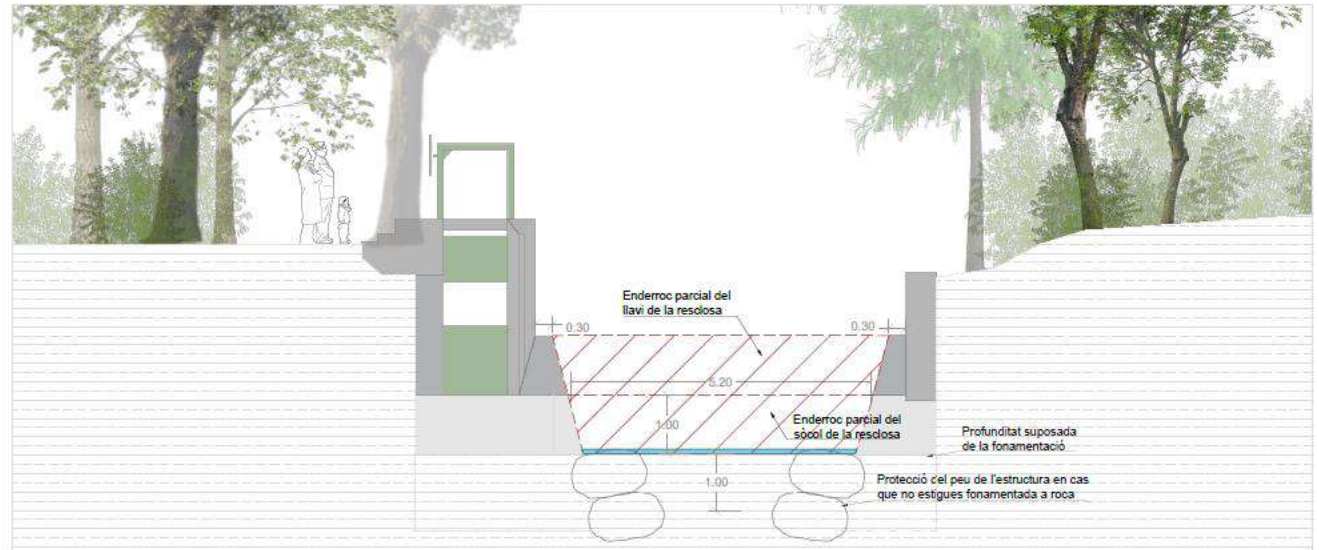 Enderroc parcial del
llavi de la resclosa
0.30
0.30
5.20
Enderroc parcial del
sòcol de la resclosa
1.00
Profunditat suposada
de la fonamentació
1.00
Protecció del peu de l'estructura en cas
que no estigues fonamentada a roca